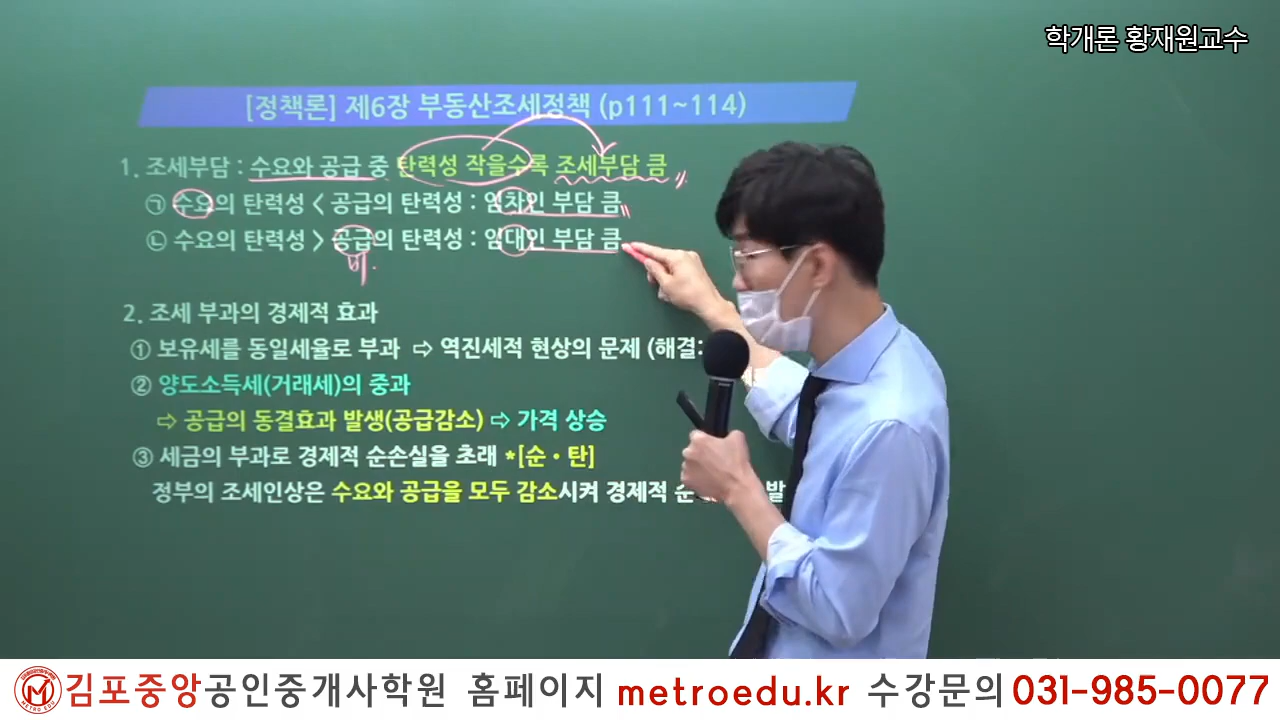 학개론 황재원교수
[정책론] 제6장 부동산조세정책 (p111~114)
1. 조세부담 : 수요와 공급 중 탄력성 작을수록 조세부담 큼
㉠ 수요의 탄력성 < 공급의 탄력성 : 임차인 부담 큼
㉡ 수요의 탄력성 > 공급의 탄력성 : 임대인 부담 큼
비
2. 조세 부과의 경제적 효과
① 보유세를 동일세율로 부과 ⇨ 역진세적 현상의 문제 (해결:
② 양도소득세(거래세)의 중과
⇨ 공급의 동결효과 발생(공급감소) ⇨ 가격 상승
③ 세금의 부과로 경제적 순손실을 초래 *[순·탄]
정부의 조세인상은 수요와 공급을 모두 감소시켜 경제적 순 발
METRO EDU
김포중앙공인중개사학원 홈페이지 metroedu.kr 수강문의 031-985-0077